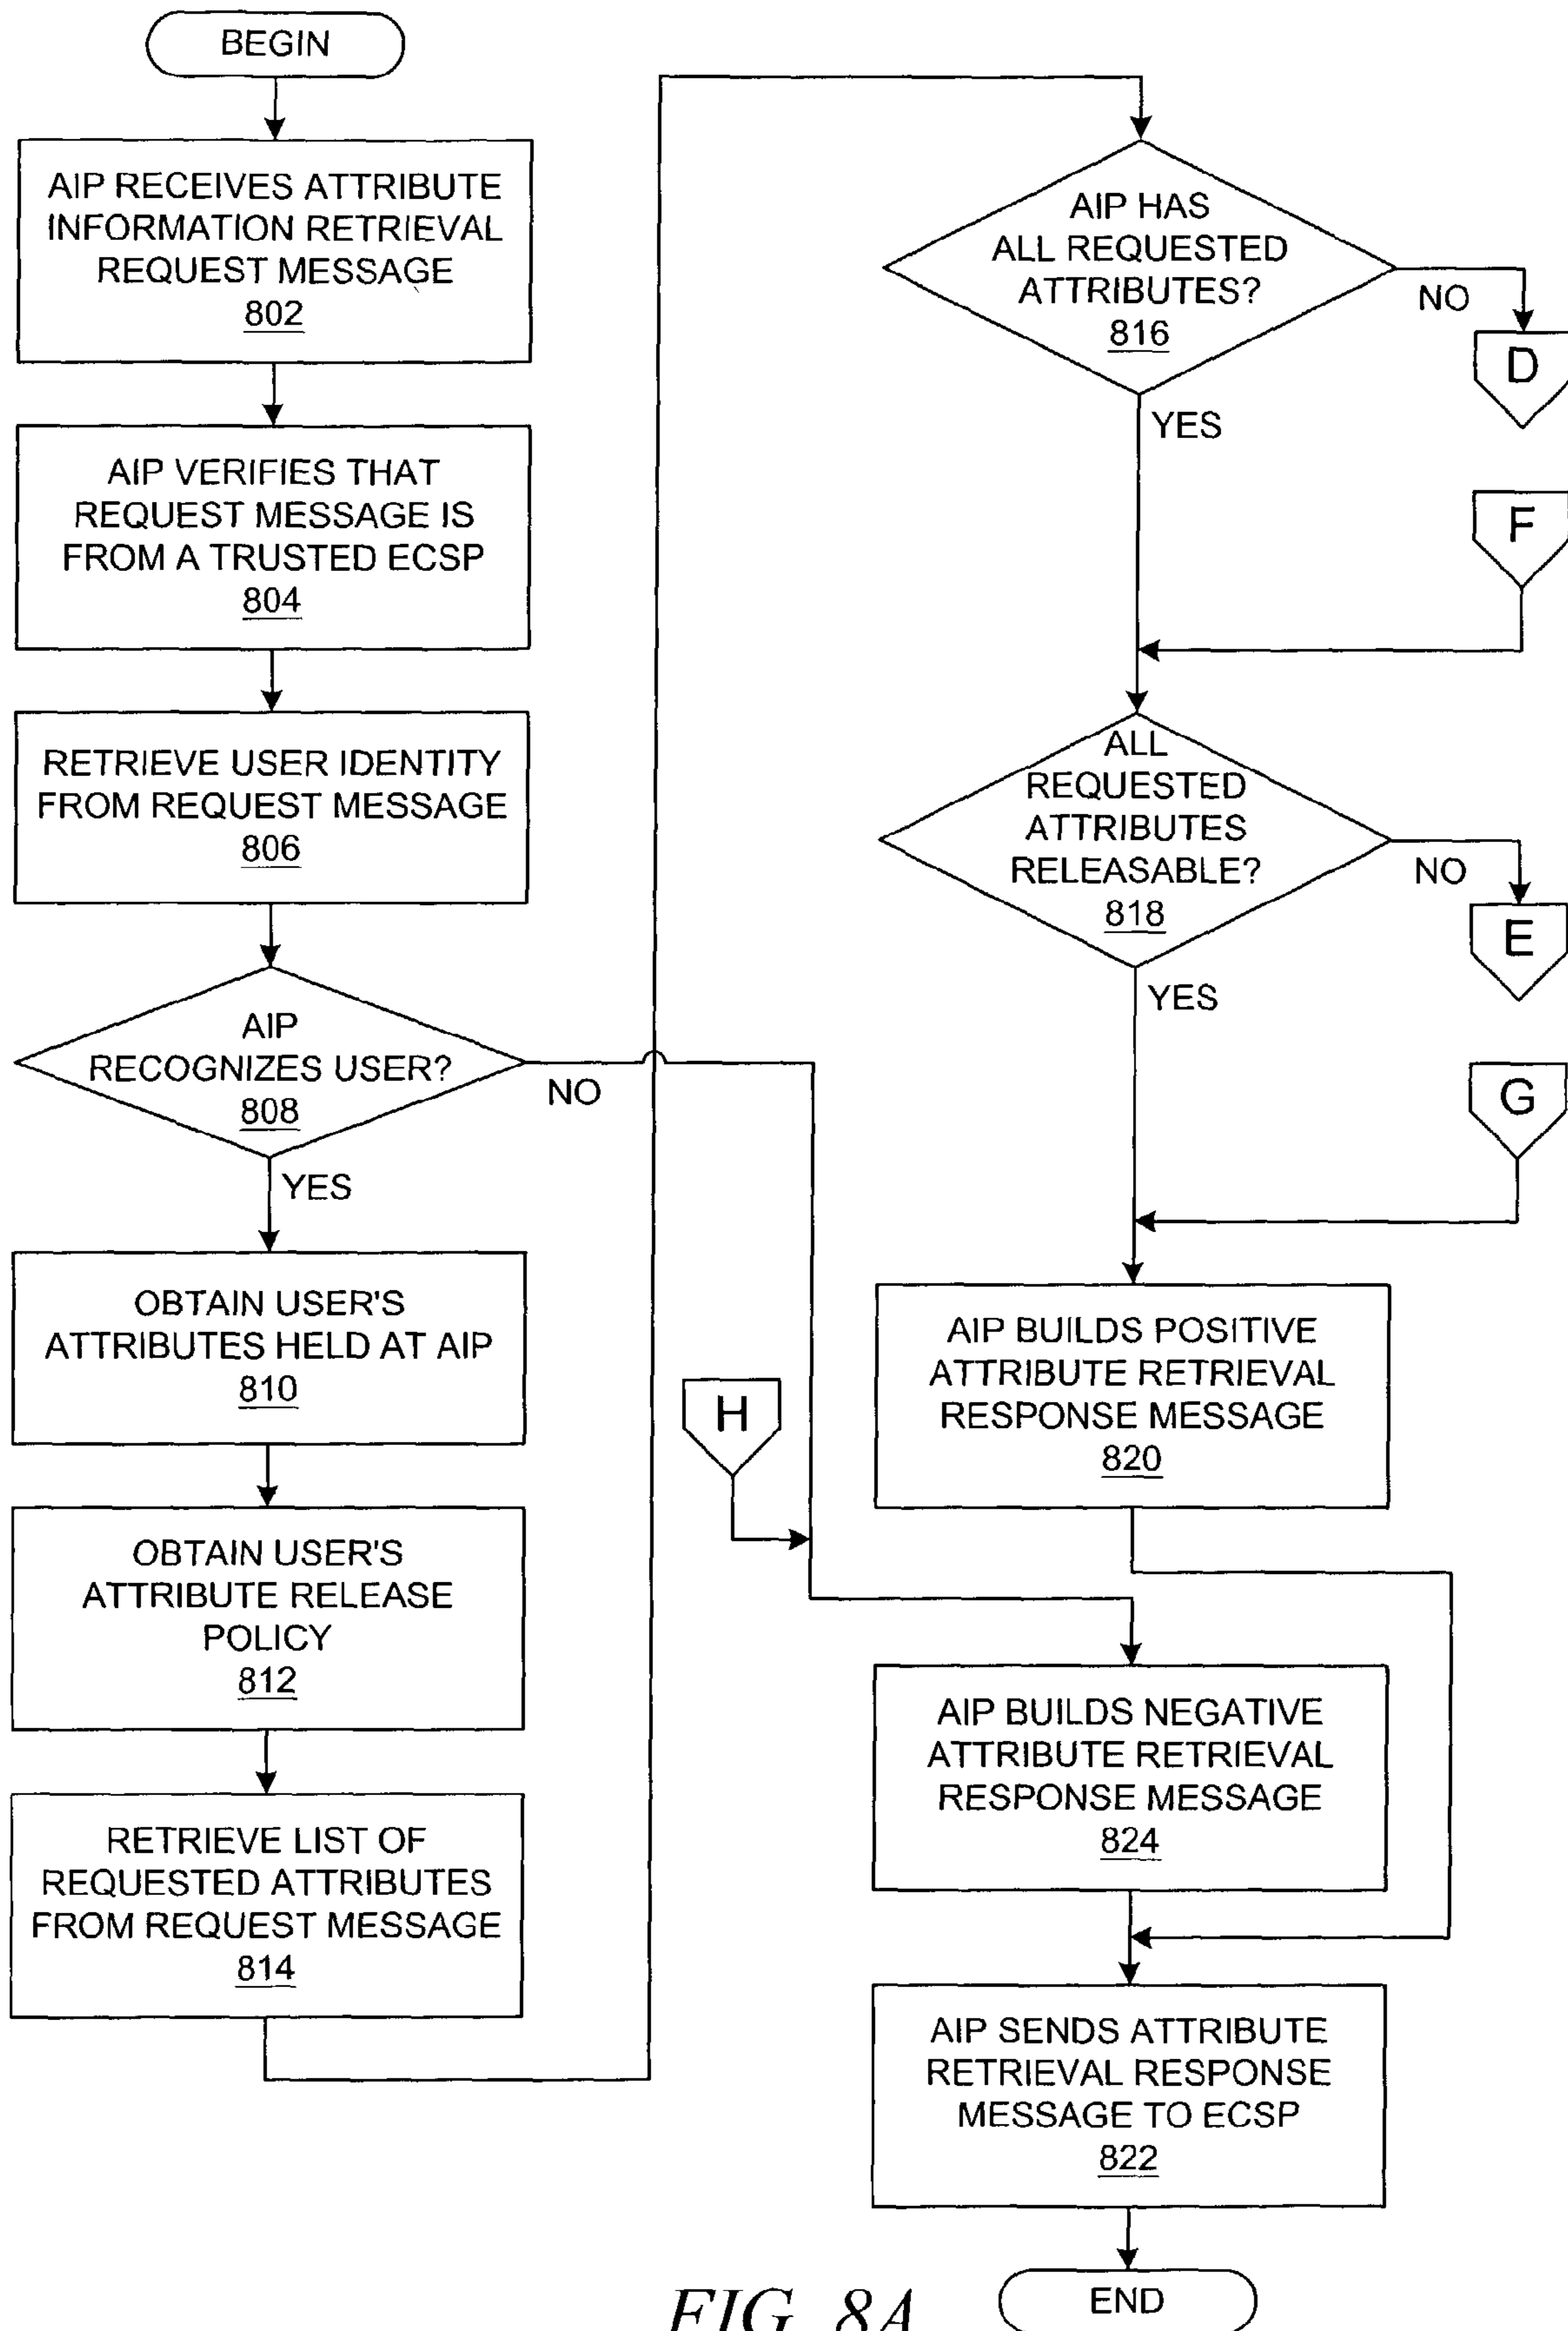 BEGIN
AIP RECEIVES ATTRIBUTE
INFORMATION RETRIEVAL
REQUEST MESSAGE
802
AIP VERIFIES THAT
REQUEST MESSAGE IS
FROM A TRUSTED ECSP
804
RETRIEVE USER IDENTITY
FROM REQUEST MESSAGE
806
AIP
RECOGNIZES USER?
808
NO
YES
OBTAIN USER'S
ATTRIBUTES HELD AT AIP
810
OBTAIN USER'S
ATTRIBUTE RELEASE
POLICY
812
RETRIEVE LIST OF
REQUESTED ATTRIBUTES
FROM REQUEST MESSAGE
814
AIP HAS
ALL REQUESTED
ATTRIBUTES?
816
NO
D
YES
F
ALL
REQUESTED
ATTRIBUTES
RELEASABLE?
818
NO
E
YES
G
AIP BUILDS POSITIVE
ATTRIBUTE RETRIEVAL
RESPONSE MESSAGE
820
H
AIP BUILDS NEGATIVE
ATTRIBUTE RETRIEVAL
RESPONSE MESSAGE
824
AIP SENDS ATTRIBUTE
RETRIEVAL RESPONSE
MESSAGE TO ECSP
822
END
FIG. 8A